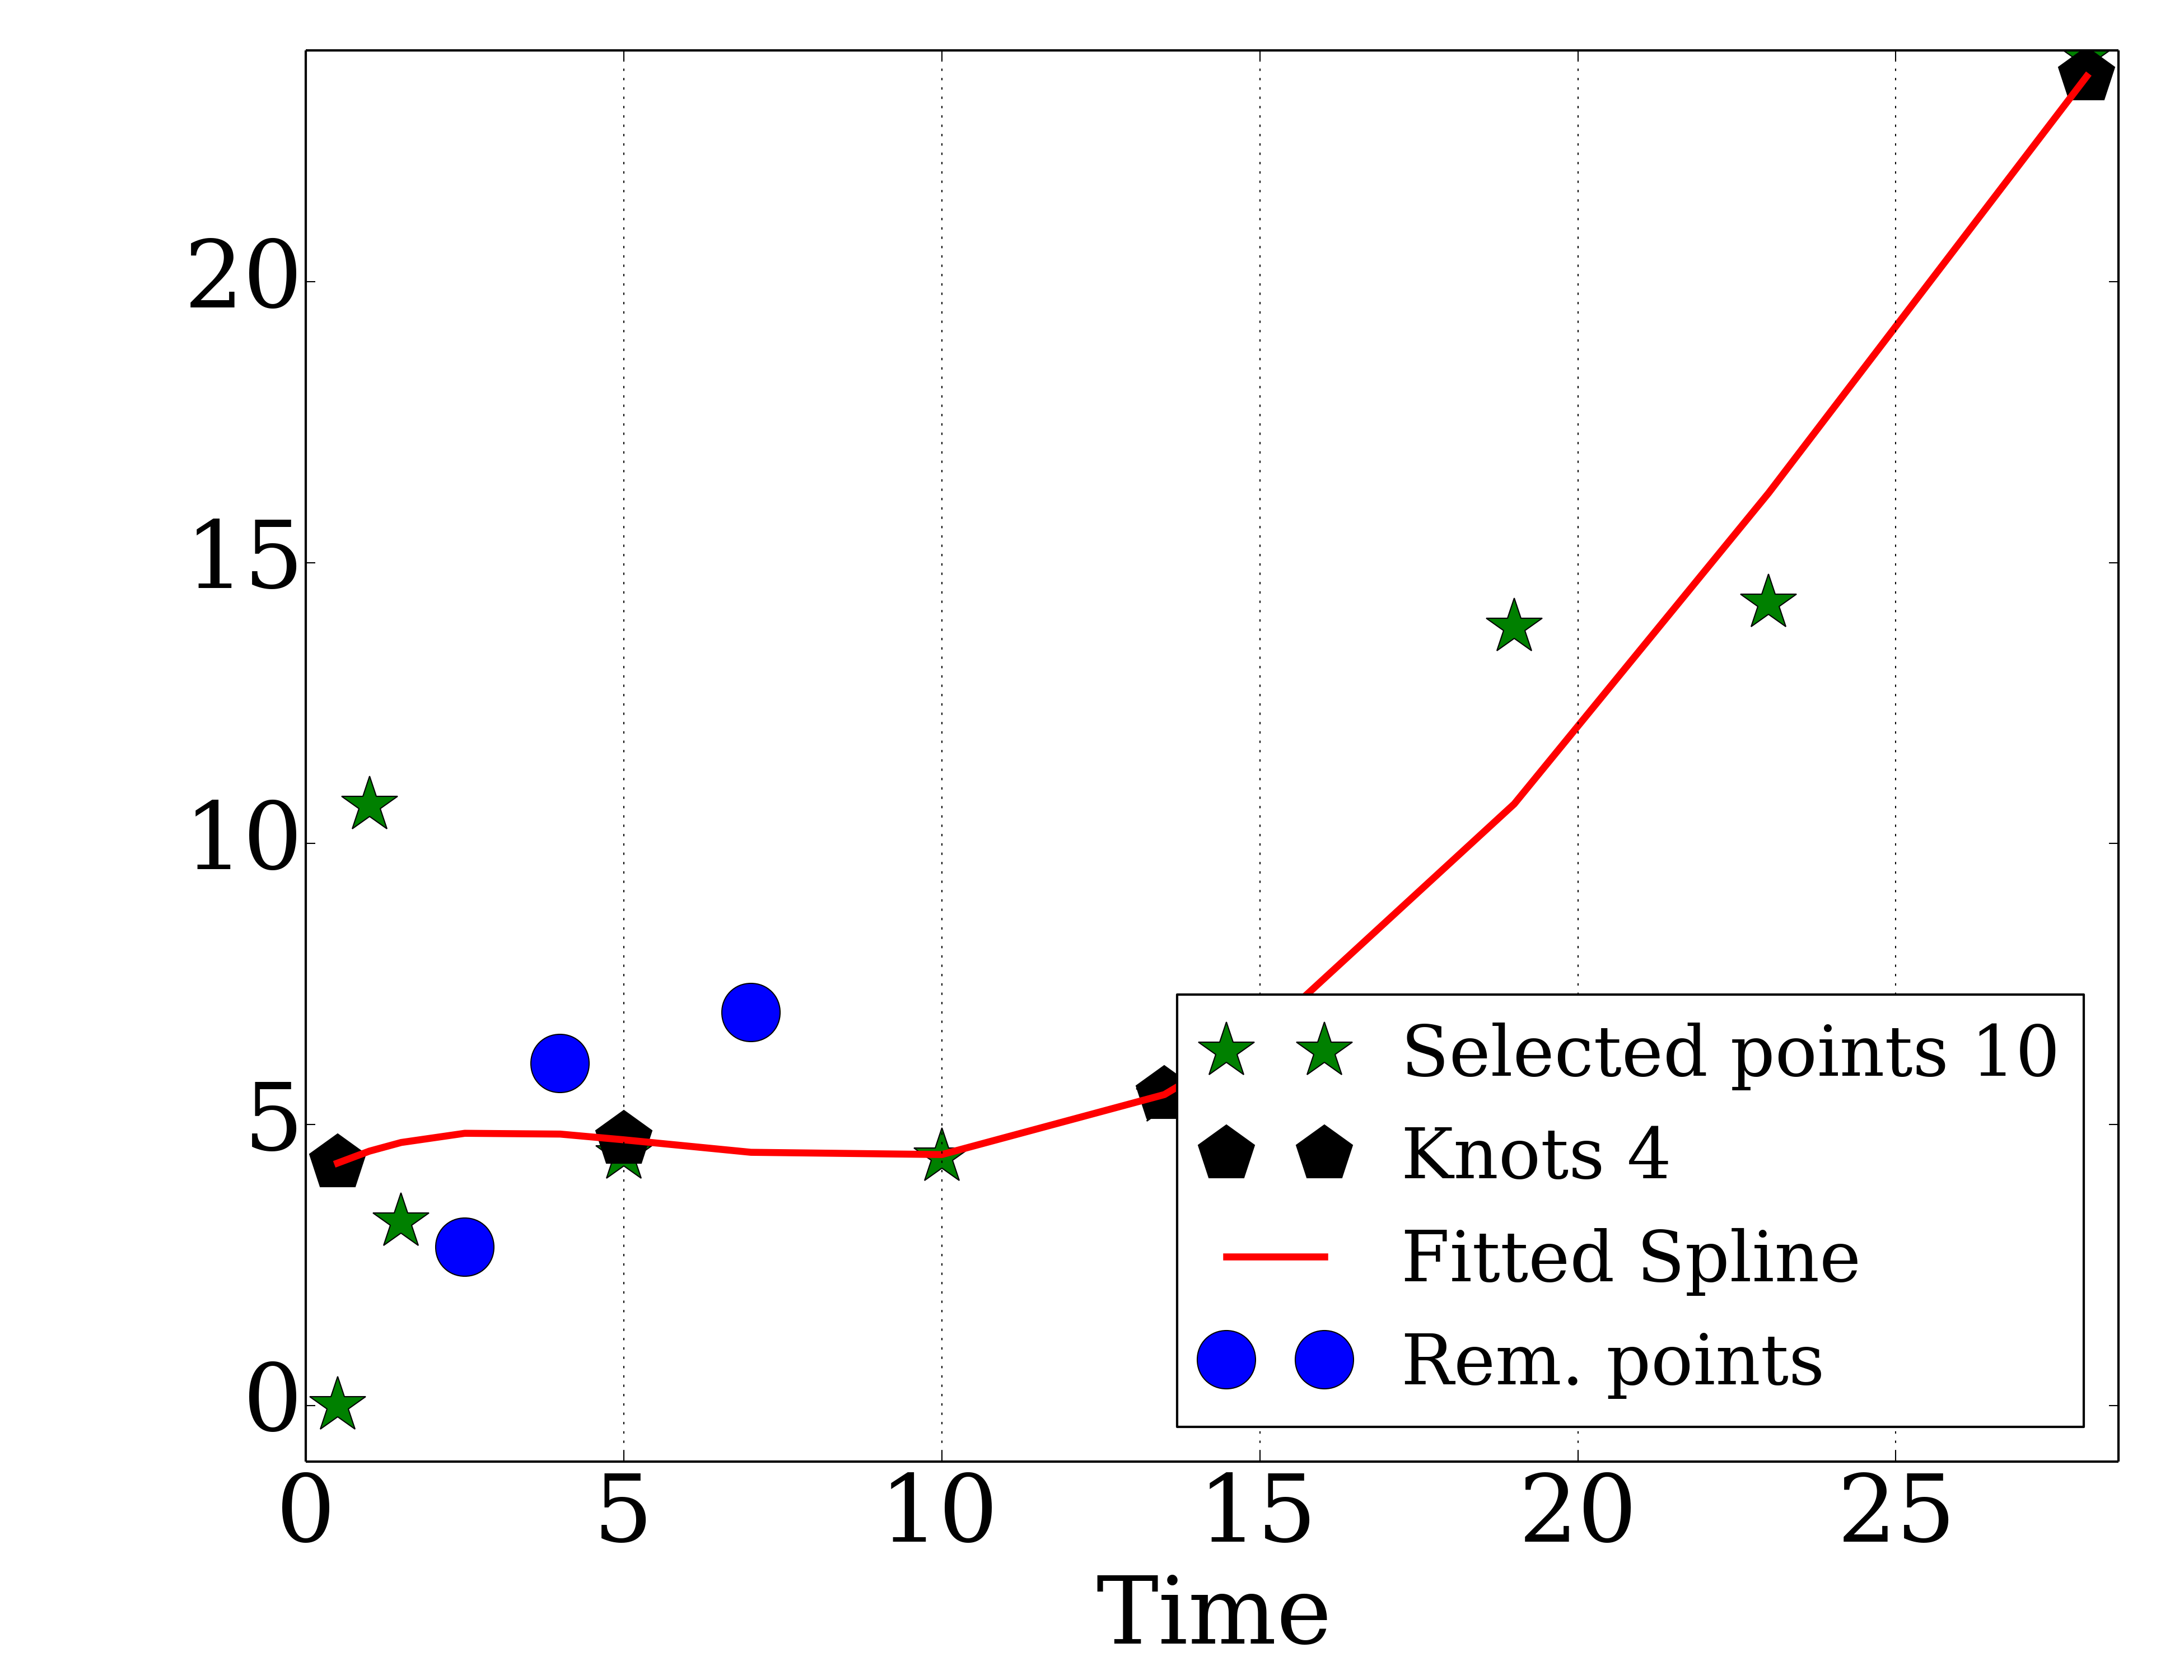 20
15
10
5
0
0 5 10 15 20 25
Time
Selected points 10
Knots 4
Fitted Spline
Rem. points